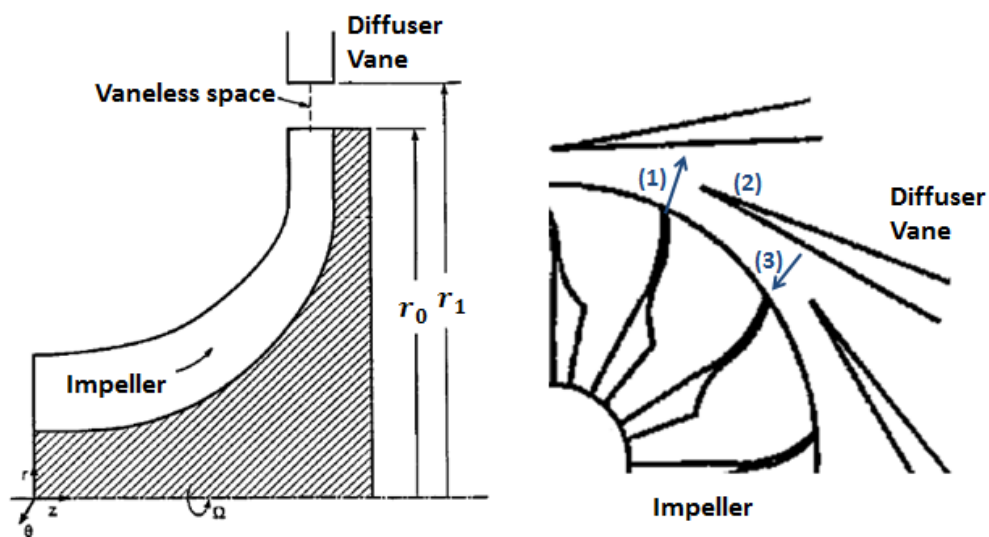 Diffuser
Vane
Vaneless space
r₀
r₁
Impeller
r
z
θ
Ω
(1)
(2)
(3)
Diffuser
Vane
Impeller